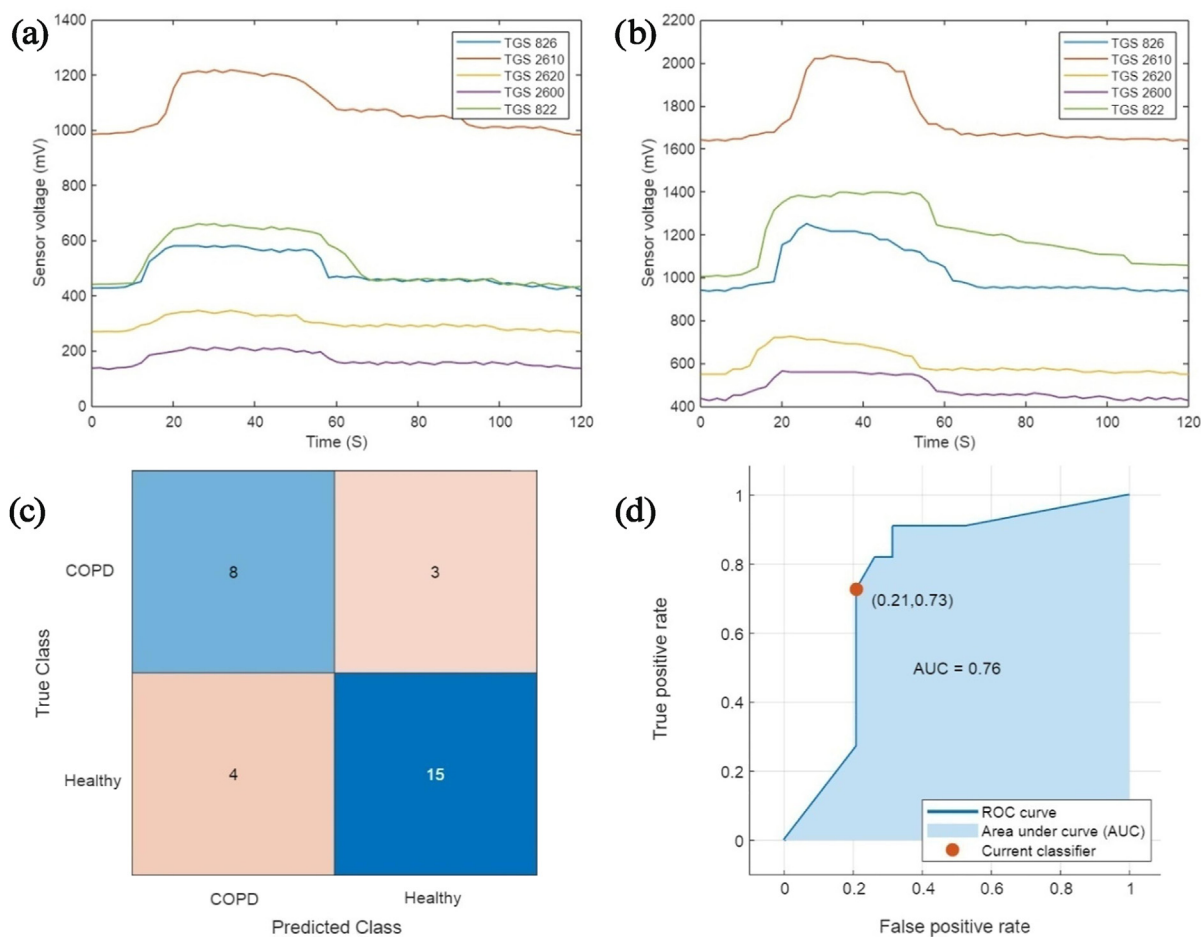 (a)
1400
1200
1000
800
600
400
200
0
Sensor voltage (mV)
TGS 826
TGS 2610
TGS 2620
TGS 2600
TGS 822
0 20 40 60 80 100 120
Time (S)
(b)
2200
2000
1800
1600
1400
1200
1000
800
600
400
Sensor voltage (mV)
TGS 826
TGS 2610
TGS 2620
TGS 2600
TGS 822
0 20 40 60 80 100 120
Time (S)
(c)
True Class
COPD
8 3
Healthy
4 15
COPD Healthy
Predicted Class
(d)
True positive rate
1
0.8
0.6
0.4
0.2
0
(0.21,0.73)
AUC = 0.76
ROC curve
Area under curve (AUC)
Current classifier
0 0.2 0.4 0.6 0.8 1
False positive rate